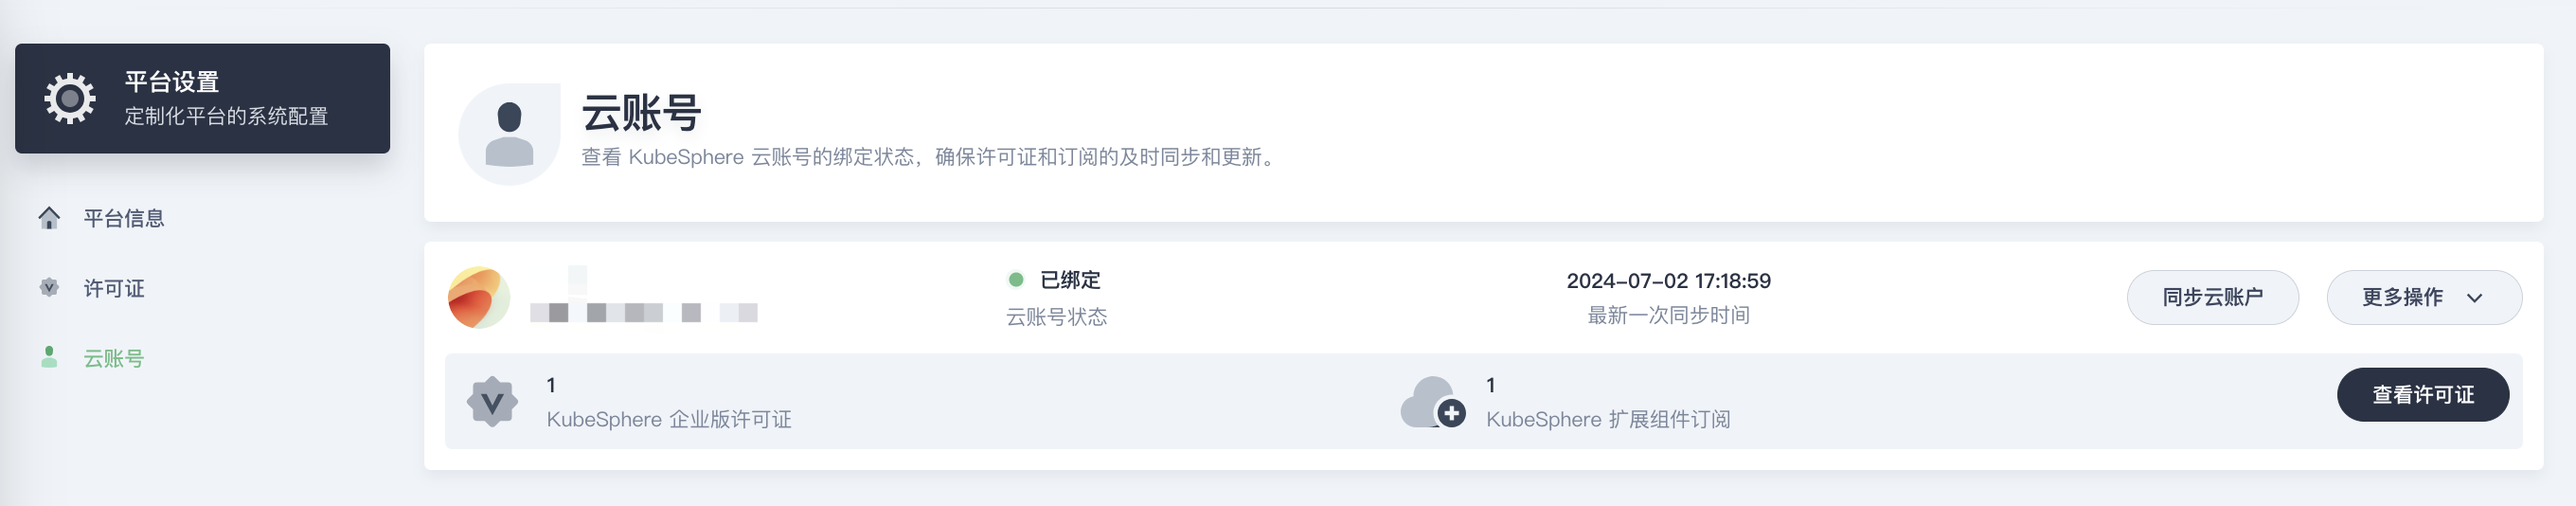 平台设置
定制化平台的系统配置
平台信息
许可证
云账号
云账号
查看 KubeSphere 云账号的绑定状态，确保许可证和订阅的及时同步和更新。
已绑定
云账号状态
2024-07-02 17:18:59
最新一次同步时间
同步云账户
更多操作
1
KubeSphere 企业版许可证
1
KubeSphere 扩展组件订阅
查看许可证